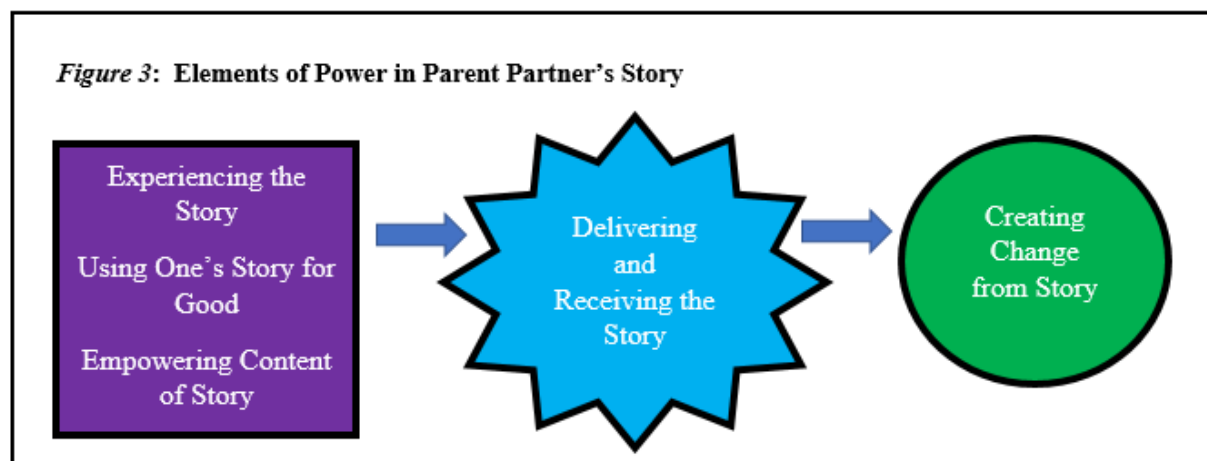 Figure 3: Elements of Power in Parent Partner’s Story
Experiencing the
Story
Using One’s Story for
Good
Empowering Content
of Story
Delivering
and
Receiving the
Story
Creating
Change
from Story